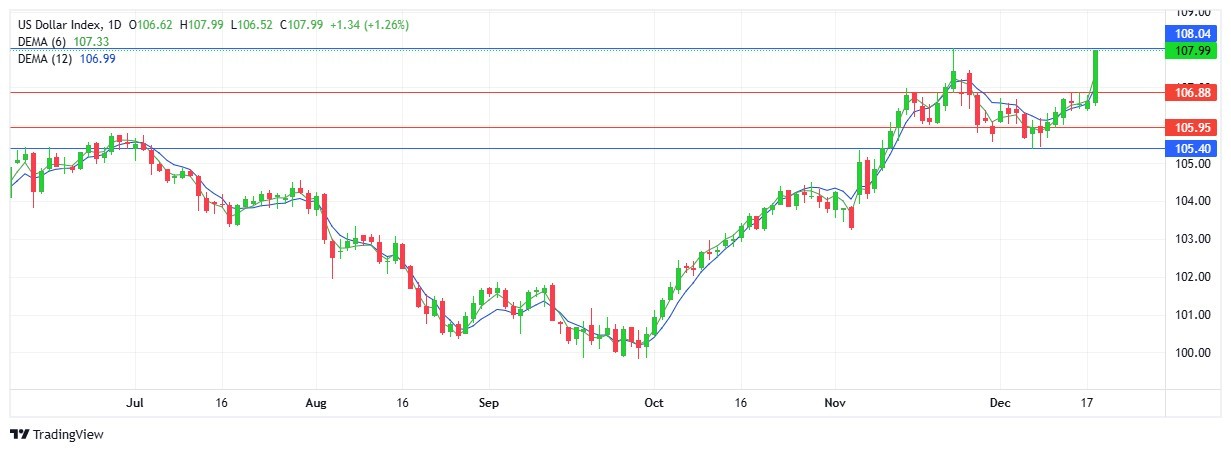 US Dollar Index, 1D O106.62 H107.99 L106.52 C107.99 +1.34 (+1.26%)
DEMA (6) 107.33
DEMA (12) 106.99
109.00
108.04
107.99
106.88
105.95
105.40
105.00
104.00
103.00
102.00
101.00
100.00
Jul 16 Aug 16 Sep Oct 16 Nov Dec 17
TradingView